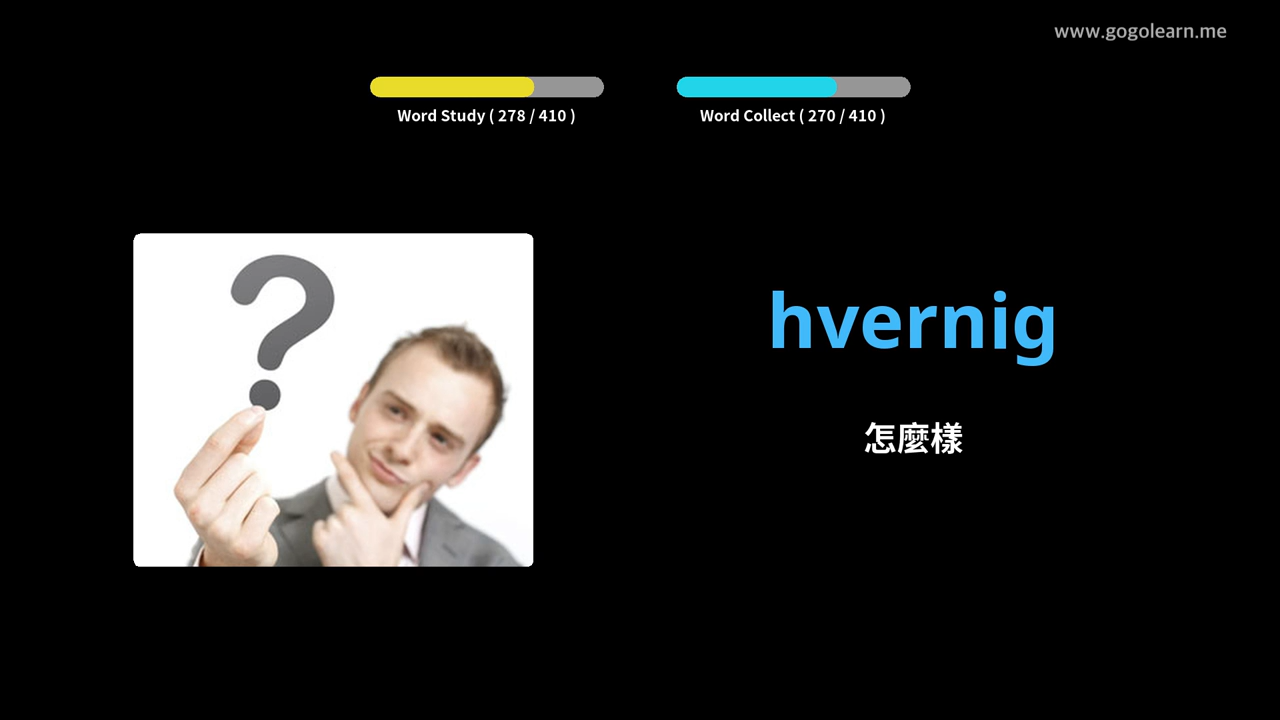 www.gogolearn.me
Word Study ( 278 / 410 )
Word Collect ( 270 / 410 )
?
hvernig
怎麼樣